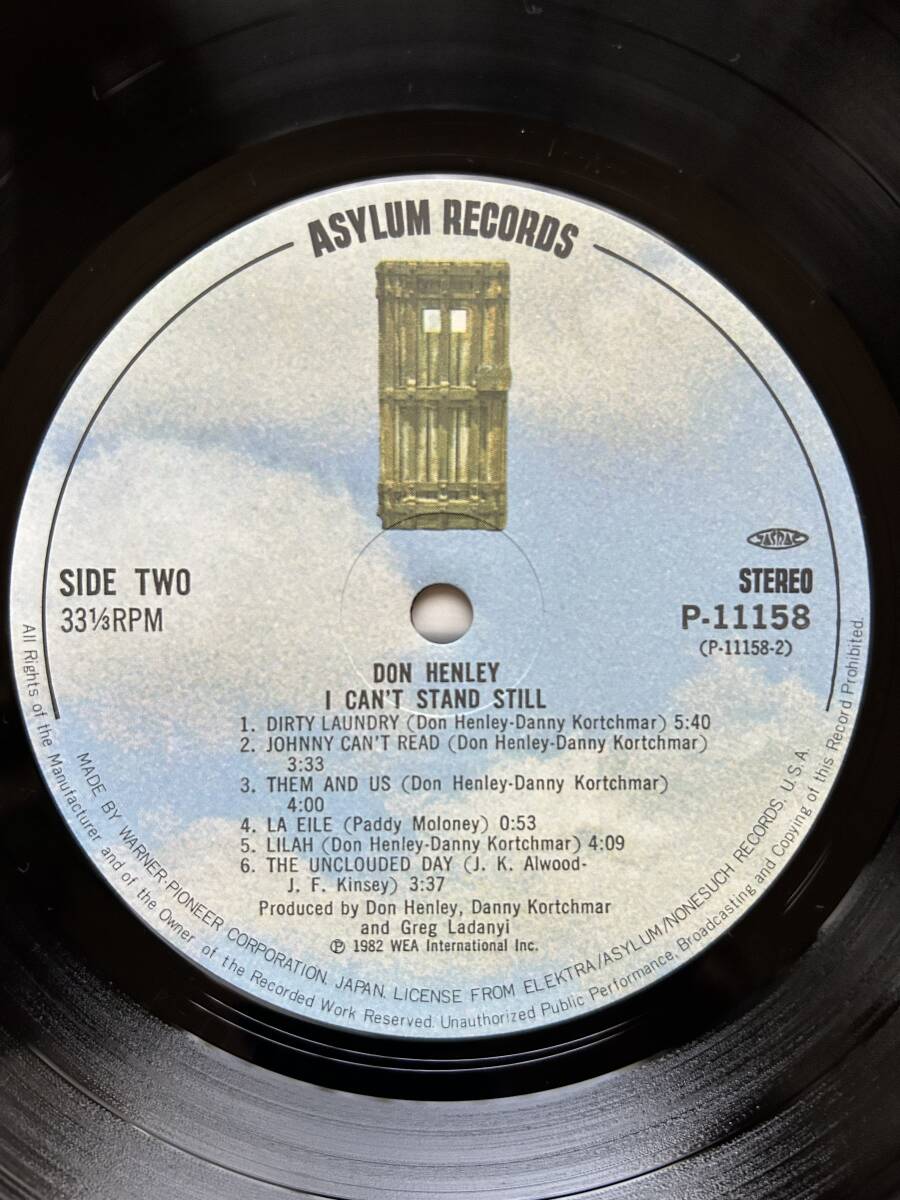 ASYLUM RECORDS
JASRAC
SIDE TWO
33⅓RPM
STEREO
P-11158
(P-11158-2)
DON HENLEY
I CAN'T STAND STILL
1. DIRTY LAUNDRY (Don Henley-Danny Kortchmar) 5:40
2. JOHNNY CAN'T READ (Don Henley-Danny Kortchmar)
3:33
3. THEM AND US (Don Henley-Danny Kortchmar)
4:00
4. LA EILE (Paddy Moloney) 0:53
5. LILAH (Don Henley-Danny Kortchmar) 4:09
6. THE UNCLOUDED DAY (J. K. Alwood-
J. F. Kinsey) 3:37
Produced by Don Henley, Danny Kortchmar
and Greg Ladanyi
℗ 1982 WEA International Inc.
MADE BY WARNER-PIONEER CORPORATION, JAPAN. LICENSE FROM ELEKTRA/ASYLUM/NONESUCH RECORDS. U.S.A.
All Rights of the Manufacturer and of the Owner of the Recorded Work Reserved. Unauthorized Public Performance, Broadcasting and Copying of this Record Prohibited.